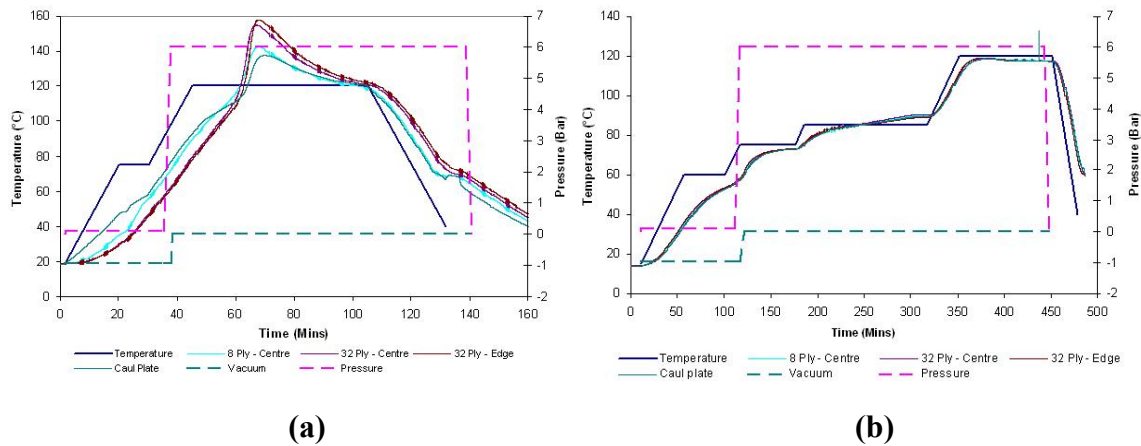 160
140
120
100
80
60
40
20
0
Temperature (°C)
7
6
5
4
3
2
1
0
-1
-2
Pressure (Bar)
0 20 40 60 80 100 120 140 160
Time (Mins)
Temperature 8 Ply - Centre 32 Ply - Centre 32 Ply - Edge
Caul Plate Vacuum Pressure
(a)
140
120
100
80
60
40
20
0
Temperature (°C)
7
6
5
4
3
2
1
0
-1
-2
Pressure (Bar)
0 50 100 150 200 250 300 350 400 450 500
Time (Mins)
Temperature 8 Ply - Centre 32 Ply - Centre 32 Ply - Edge
Caul plate Vacuum Pressure
(b)